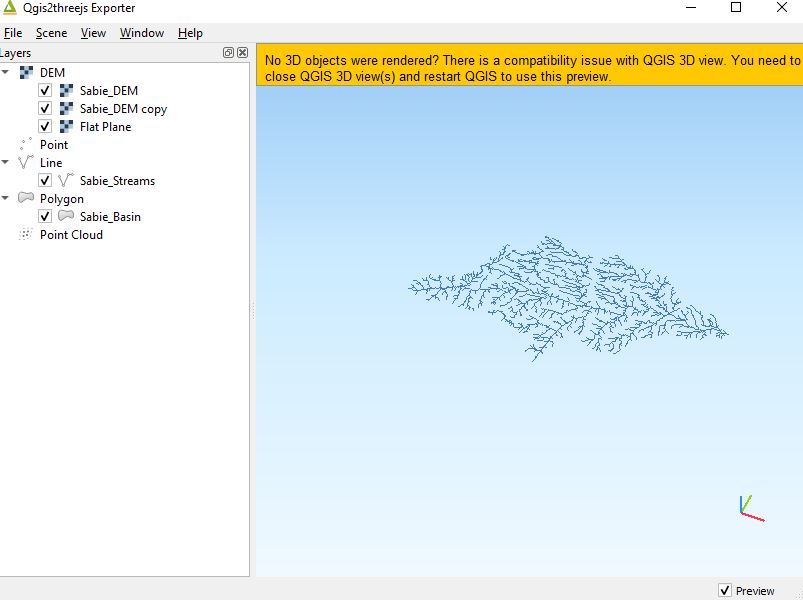 Qgis2threejs Exporter
File Scene View Window Help
Layers
DEM
Sabie_DEM
Sabie_DEM copy
Flat Plane
Point
Line
Sabie_Streams
Polygon
Sabie_Basin
Point Cloud
No 3D objects were rendered? There is a compatibility issue with QGIS 3D view. You need to
close QGIS 3D view(s) and restart QGIS to use this preview.
Preview